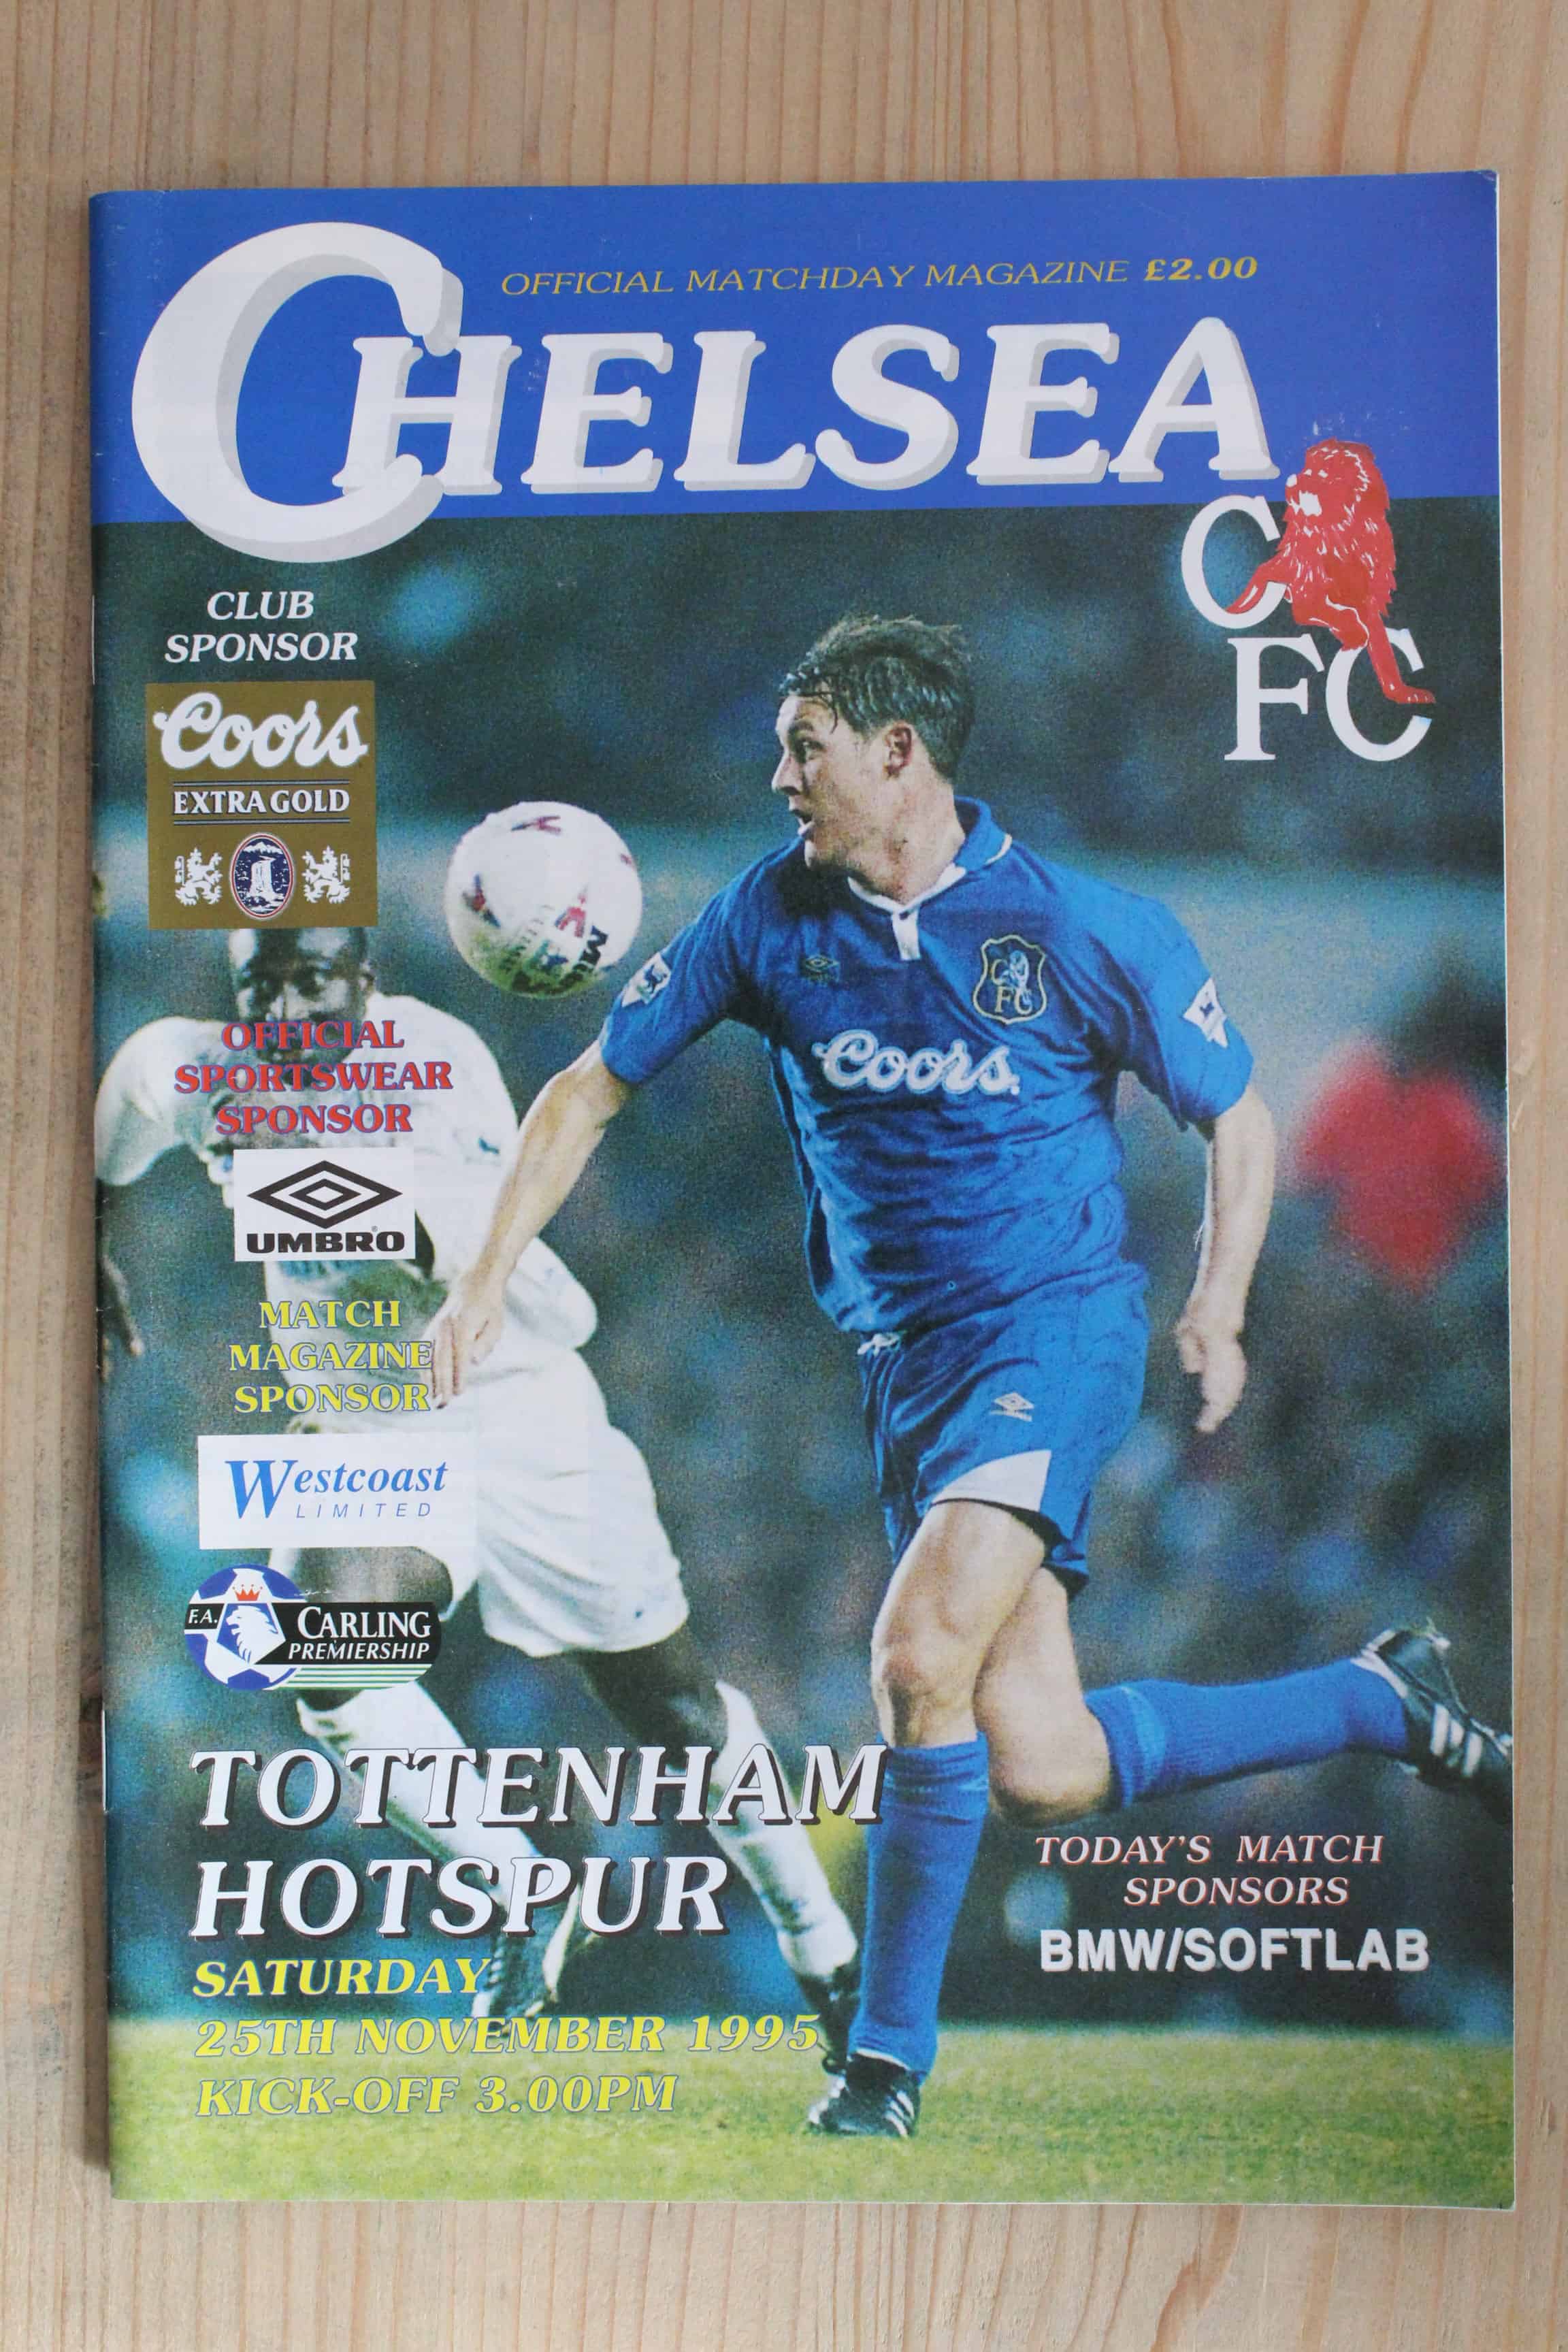 OFFICIAL MATCHDAY MAGAZINE £2.00
CHELSEA
C
FC
CLUB
SPONSOR
Coors
EXTRA GOLD
OFFICIAL
SPORTSWEAR
SPONSOR
UMBRO
MATCH
MAGAZINE
SPONSOR
Westcoast
LIMITED
F.A. CARLING
PREMIERSHIP
C
FC
Coors
TOTTENHAM
HOTSPUR
SATURDAY
25TH NOVEMBER 1995
KICK-OFF 3.00PM
TODAY'S MATCH
SPONSORS
BMW/SOFTLAB